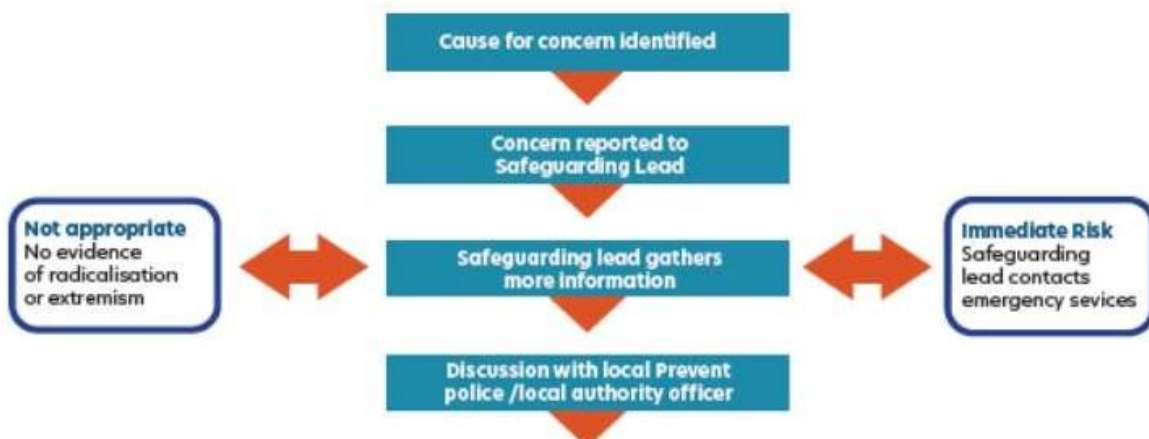 Cause for concern identified
Concern reported to
Safeguarding Lead
Not appropriate
No evidence
of radicalisation
or extremism
Safeguarding lead gathers
more information
Immediate Risk
Safeguarding
lead contacts
emergency sevices
Discussion with local Prevent
police /local authority officer